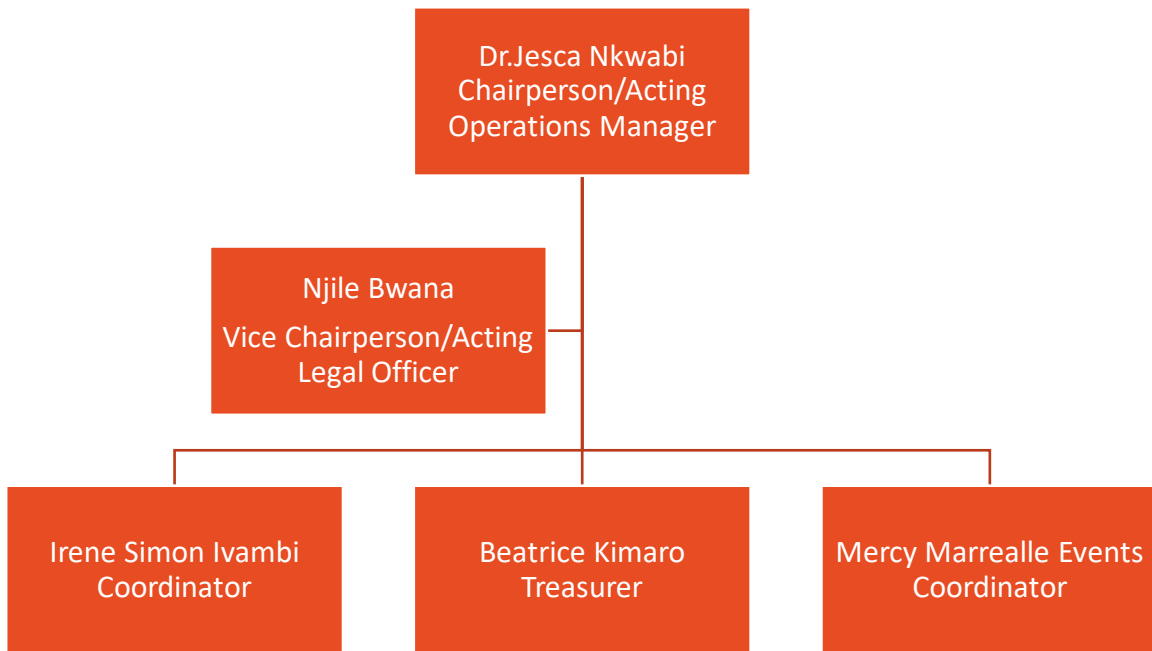 Dr.Jesca Nkwabi
Chairperson/Acting
Operations Manager
Njile Bwana
Vice Chairperson/Acting
Legal Officer
Irene Simon Ivambi
Coordinator
Beatrice Kimaro
Treasurer
Mercy Marrealle Events
Coordinator